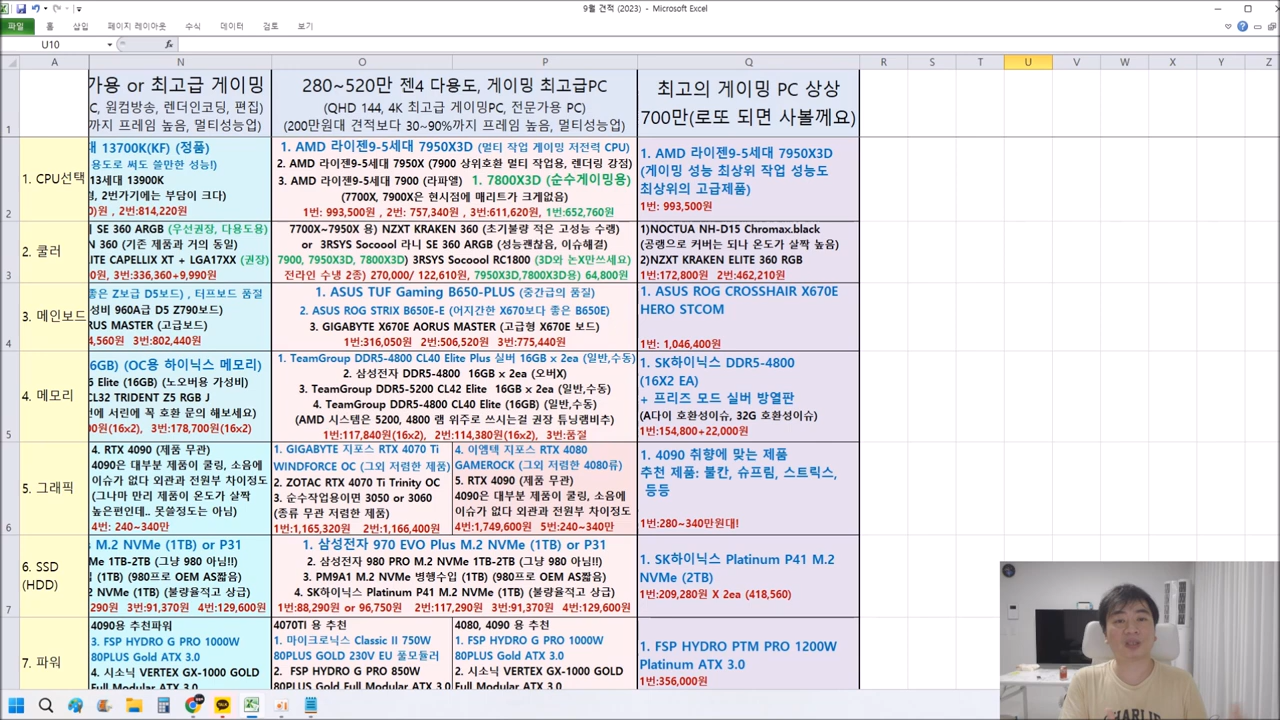 9월 견적 (2023) - Microsoft Excel
파일 홈 삽입 페이지 레이아웃 수식 데이터 검토 보기
U10 fx
A N O P Q R S T U V W X Y Z
1
가용 or 최고급 게이밍
C, 원컴방송, 렌더인코딩, 편집)
까지 프레임 높음, 멀티성능업)
280~520만 젠4 다용도, 게이밍 최고급PC
(QHD 144, 4K 최고급 게이밍PC, 전문가용 PC)
(200만원대 견적보다 30~90%까지 프레임 높음, 멀티성능업)
최고의 게이밍 PC 상상
700만(로또 되면 사볼께요)
2
1. CPU선택
대 13700K(KF) (정품)
용도로 써도 쓸만한 성능!)
13세대 13900K
, 2번가기에는 부담이 크다)
0원 , 2번:814,220원
1. AMD 라이젠9-5세대 7950X3D (멀티 작업 게이밍 저전력 CPU)
2. AMD 라이젠9-5세대 7950X (7900 상위호환 멀티 작업용, 렌더링 강점)
3. AMD 라이젠9-5세대 7900 (라파엘) 1. 7800X3D (순수게이밍용)
(7700X, 7900X은 현시점에 매리트가 크게없음)
1번: 993,500원 , 2번: 757,340원 , 3번:611,620원, 1번:652,760원
1. AMD 라이젠9-5세대 7950X3D
(게이밍 성능 최상위 작업 성능도
최상위의 고급제품)
1번: 993,500원
3
2. 쿨러
SE 360 ARGB (우선권장, 다용도용)
N 360 (기존 제품과 거의 동일)
LITE CAPELLIX XT + LGA17XX (권장)
0원, 3번:336,360+9,990원
7700X~7950X 용) NZXT KRAKEN 360 (초기불량 적은 고성능 수랭)
or 3RSYS Socoool 라니 SE 360 ARGB (성능괜찮음, 이슈해결)
7900, 7950X3D, 7800X3D) 3RSYS Socoool RC1800 (3D와 논X만쓰세요)
전라인 수냉 2종) 270,000/ 122,610원, 7950X3D,7800X3D용) 64,800원
1)NOCTUA NH-D15 Chromax.black
(공랭으로 커버는 되나 온도가 살짝 높음)
2)NZXT KRAKEN ELITE 360 RGB
1번:172,800원 2번:462,210원
4
3. 메인보드
좋은 Z보급 D5보드) , 터프보드 품절
성비 960A급 D5 Z790보드)
RUS MASTER (고급보드)
4,560원 3번:802,440원
1. ASUS TUF Gaming B650-PLUS (중간급의 품질)
2. ASUS ROG STRIX B650E-E (어지간한 X670보다 좋은 B650E)
3. GIGABYTE X670E AORUS MASTER (고급형 X670E 보드)
1번:316,050원 2번:506,520원 3번:775,440원
1. ASUS ROG CROSSHAIR X670E
HERO STCOM
1번: 1,046,400원
5
4. 메모리
6GB) (OC용 하이닉스 메모리)
Elite (16GB) (노오버용 가성비)
CL32 TRIDENT Z5 RGB J
전에 서린에 꼭 호환 문의 해보세요)
00원(16x2), 3번:178,700원(16x2)
1. TeamGroup DDR5-4800 CL40 Elite Plus 실버 16GB x 2ea (일반,수동)
2. 삼성전자 DDR5-4800 16GB x 2ea (오버X)
3. TeamGroup DDR5-5200 CL42 Elite 16GB x 2ea (일반,수동)
4. TeamGroup DDR5-4800 CL40 Elite (16GB) (일반,수동)
(AMD 시스템은 5200, 4800 램 위주로 쓰시는걸 권장 튜닝램비추)
1번:117,840원(16x2), 2번:114,380원(16x2), 3번:품절
1. SK하이닉스 DDR5-4800
(16X2 EA)
+ 프리즈 모드 실버 방열판
(A다이 호환성이슈, 32G 호환성이슈)
1번:154,800+22,000원
6
5. 그래픽
4. RTX 4090 (제품 무관)
4090은 대부분 제품이 쿨링, 소음에
이슈가 없다 외관과 전원부 차이정도
(그나마 만리 제품이 온도가 살짝
높은편인데.. 못쓸정도는 아님)
4번: 240~340만
1. GIGABYTE 지포스 RTX 4070 Ti
WINDFORCE OC (그외 저렴한 제품)
2. ZOTAC RTX 4070 Ti Trinity OC
3. 순수작업용이면 3050 or 3060
(종류 무관 저렴한 제품)
1번:1,165,320원 2번:1,166,400원
4. 이엠텍 지포스 RTX 4080
GAMEROCK (그외 저렴한 4080류)
5. RTX 4090 (제품 무관)
4090은 대부분 제품이 쿨링, 소음에
이슈가 없다 외관과 전원부 차이정도
4번:1,749,600원 5번:240~340만
1. 4090 취향에 맞는 제품
추천 제품: 불칸, 슈프림, 스트릭스,
등등
1번:280~340만원대!
7
6. SSD
(HDD)
M.2 NVMe (1TB) or P31
M.2 NVMe 1TB-2TB (그냥 980 아님!!)
(1TB) (980프로 OEM AS짧음)
M.2 NVMe (1TB) (불량율적고 상급)
290원 3번:91,370원 4번:129,600원
1. 삼성전자 970 EVO Plus M.2 NVMe (1TB) or P31
2. 삼성전자 980 PRO M.2 NVMe 1TB-2TB (그냥 980 아님!!)
3. PM9A1 M.2 NVMe 병행수입 (1TB) (980프로 OEM AS짧음)
4. SK하이닉스 Platinum P41 M.2 NVMe (1TB) (불량율적고 상급)
1번:88,290원 or 96,750원 2번:117,290원 3번:91,370원 4번:129,600원
1. SK하이닉스 Platinum P41 M.2
NVMe (2TB)
1번:209,280원 X 2ea (418,560)
7. 파워
4090용 추천파워
3. FSP HYDRO G PRO 1000W
80PLUS Gold ATX 3.0
4. 시소닉 VERTEX GX-1000 GOLD
Full Modular ATX 3.0
4070TI 용 추천
1. 마이크로닉스 Classic II 750W
80PLUS GOLD 230V EU 풀모듈러
2. FSP HYDRO G PRO 850W
80PLUS Gold Full Modular ATX 3.0
4080, 4090 용 추천
1. FSP HYDRO G PRO 1000W
80PLUS Gold ATX 3.0
2. 시소닉 VERTEX GX-1000 GOLD
Full Modular ATX 3.0
1. FSP HYDRO PTM PRO 1200W
Platinum ATX 3.0
1번:356,000원
CHARLIE